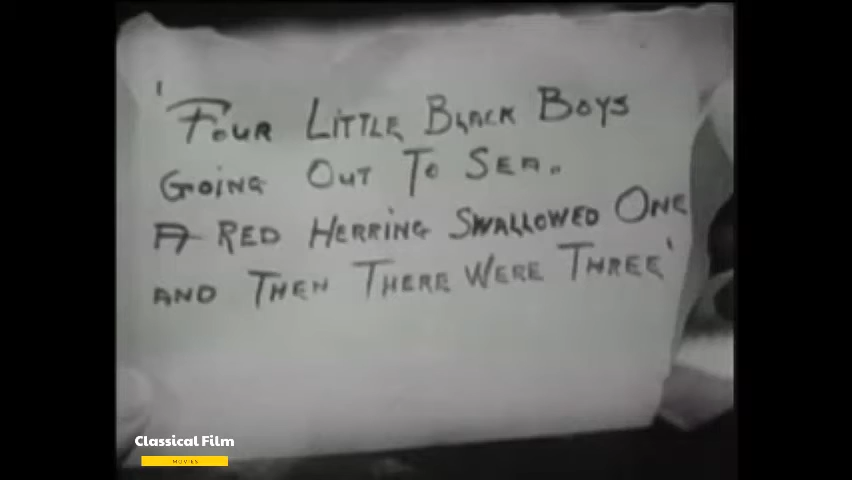 'FOUR LITTLE BLACK BOYS
GOING OUT TO SEA.
A RED HERRING SWALLOWED ONE
AND THEN THERE WERE THREE'
Classical Film
MOVIES